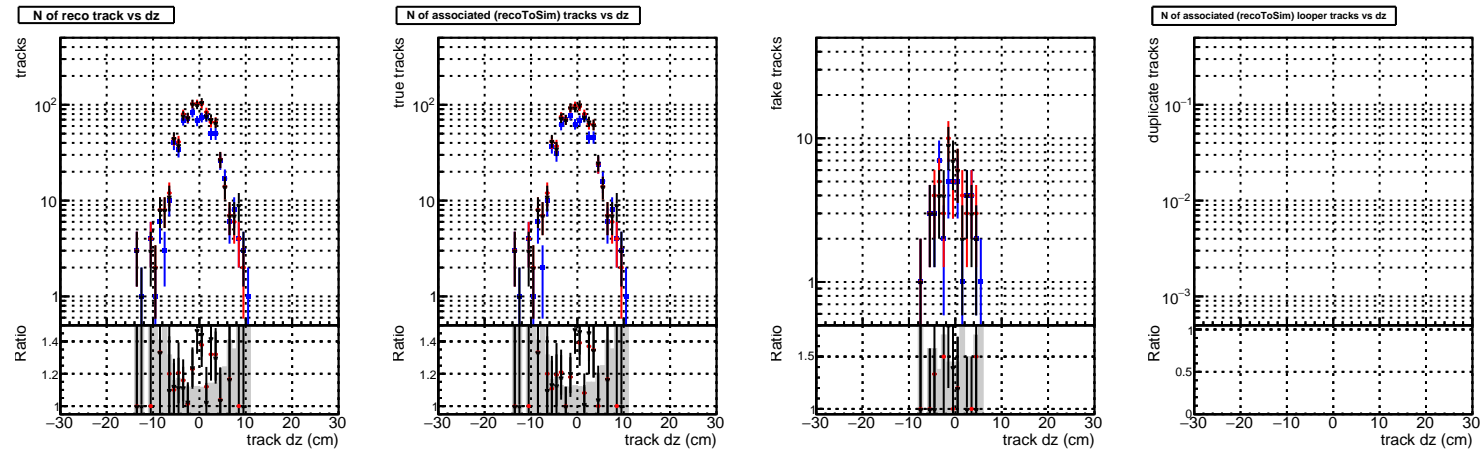 N of reco track vs dz
tracks
10²
10
1
Ratio
1.4
1.2
1
−30 −20 −10 0 10 20 30
track dz (cm)
N of associated (recoToSim) tracks vs dz
true tracks
10²
10
1
Ratio
1.4
1.2
1
−30 −20 −10 0 10 20 30
track dz (cm)
fake tracks
10
1
Ratio
1.5
1
−30 −20 −10 0 10 20 30
track dz (cm)
N of associated (recoToSim) looper tracks vs dz
duplicate tracks
10⁻¹
10⁻²
10⁻³
Ratio
1
0.5
0
−30 −20 −10 0 10 20 30
track dz (cm)